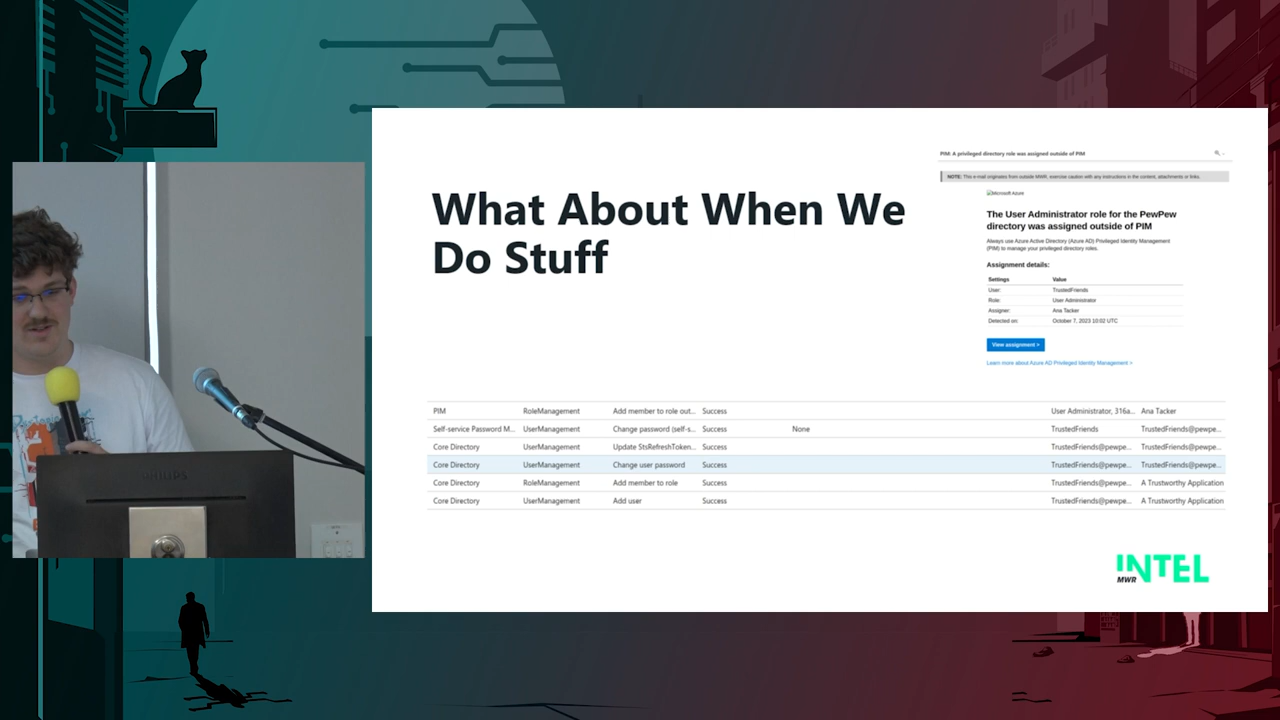 What About When We
Do Stuff
PIM: A privileged directory role was assigned outside of PIM
NOTE: This e-mail originates from outside MWR, exercise caution with any instructions in the content, attachments or links.
Microsoft Azure
The User Administrator role for the PewPew
directory was assigned outside of PIM
Always use Azure Active Directory (Azure AD) Privileged Identity Management
(PIM) to manage your privileged directory roles.
Assignment details:
Settings Value
User: TrustedFriends
Role: User Administrator
Assigner: Ana Tacker
Detected on: October 7, 2023 10:02 UTC
View assignment >
Learn more about Azure AD Privileged Identity Management >
PIM RoleManagement Add member to role out... Success User Administrator, 316a... Ana Tacker
Self-service Password M... UserManagement Change password (self-s... Success None TrustedFriends TrustedFriends@pewpe...
Core Directory UserManagement Update StsRefreshToken... Success TrustedFriends@pewpe... TrustedFriends@pewpe...
Core Directory UserManagement Change user password Success TrustedFriends@pewpe... TrustedFriends@pewpe...
Core Directory RoleManagement Add member to role Success TrustedFriends@pewpe... A Trustworthy Application
Core Directory UserManagement Add user Success TrustedFriends@pewpe... A Trustworthy Application
INTEL
MWR
PHILIPS